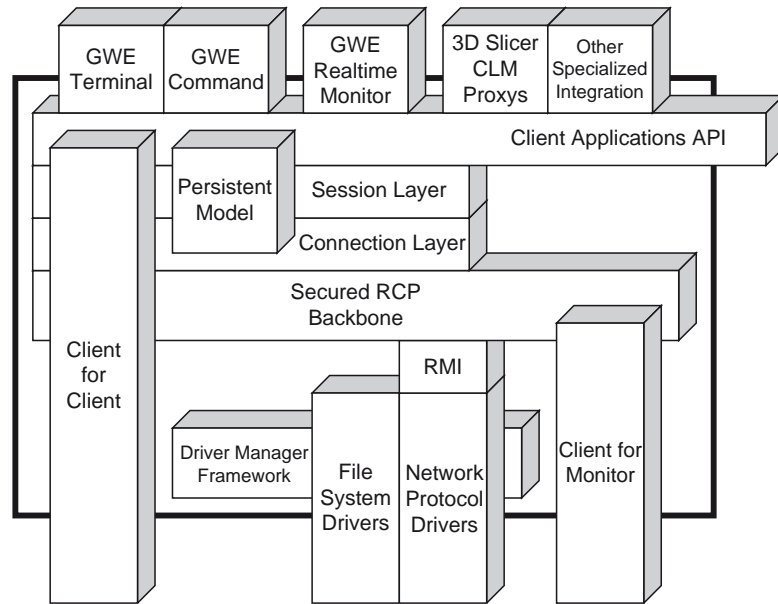 GWE
Terminal
GWE
Command
GWE
Realtime
Monitor
3D Slicer
CLM
Proxys
Other
Specialized
Integration
Client Applications API
Persistent
Model
Session Layer
Connection Layer
Secured RCP
Backbone
Client
for
Client
RMI
Driver Manager
Framework
File
System
Drivers
Network
Protocol
Drivers
Client for
Monitor